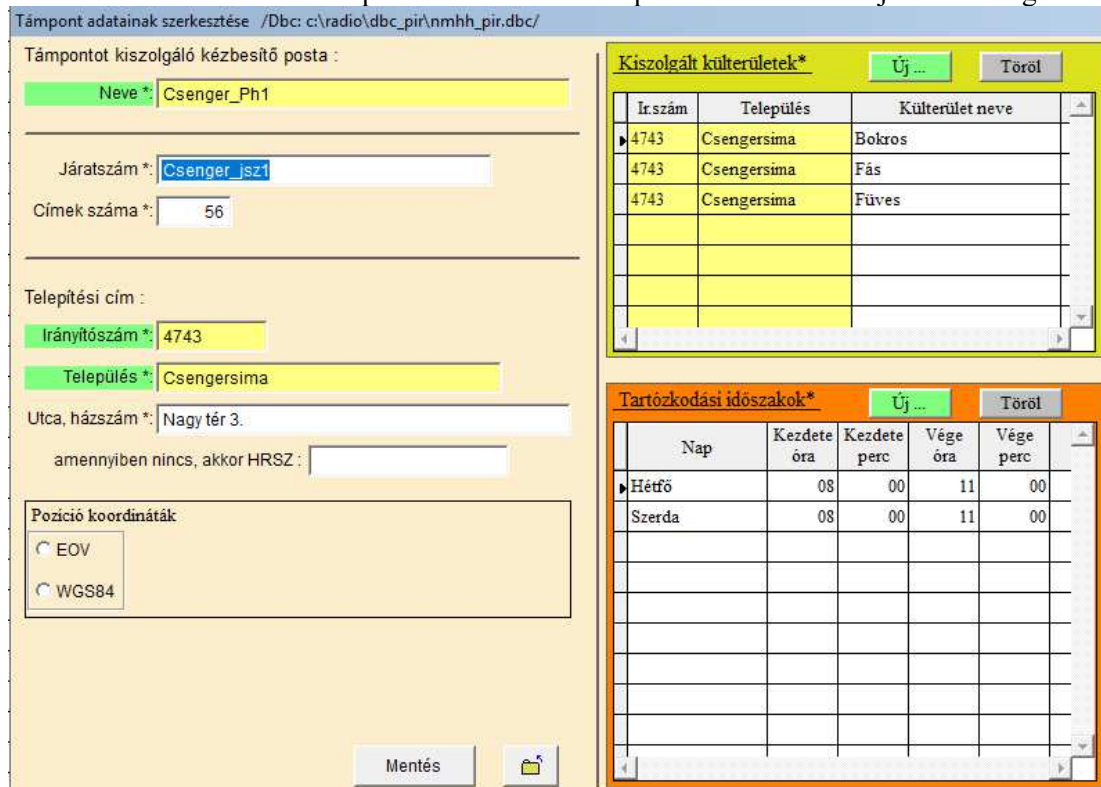 Támpont adatainak szerkesztése /Dbc: c:\radio\dbc_pir\nmhh_pir.dbc/
Támpontot kiszolgáló kézbesítő posta :
Neve *: Csenger_Ph1
Járatszám *: Csenger_jsz1
Címek száma *: 56
Telepítési cím :
Irányítószám *: 4743
Település *: Csengersima
Utca, házszám *: Nagy tér 3.
amennyiben nincs, akkor HRSZ :
Pozíció koordináták
EOV
WGS84
Mentés
Kiszolgált külterületek* Új ... Töröl
Ir.szám Település Külterület neve
4743 Csengersima Bokros
4743 Csengersima Fás
4743 Csengersima Füves
Tartózkodási időszakok* Új ... Töröl
Nap Kezdete óra Kezdete perc Vége óra Vége perc
Hétfő 08 00 11 00
Szerda 08 00 11 00